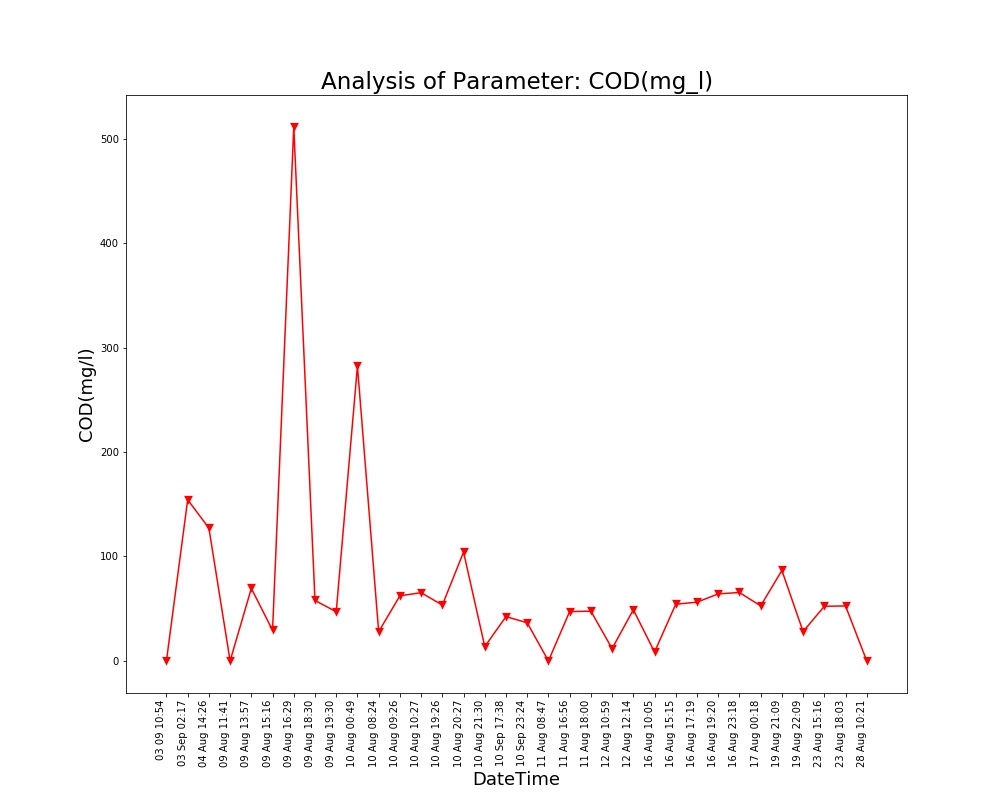 Analysis of Parameter: COD(mg_l)
COD(mg/l)
500
400
300
200
100
0
03 09 10:54
03 Sep 02:17
04 Aug 14:26
09 Aug 11:41
09 Aug 13:57
09 Aug 15:16
09 Aug 16:29
09 Aug 18:30
09 Aug 19:30
10 Aug 00:49
10 Aug 08:24
10 Aug 09:26
10 Aug 10:27
10 Aug 19:26
10 Aug 20:27
10 Aug 21:30
10 Sep 17:38
10 Sep 23:24
11 Aug 08:47
11 Aug 16:56
11 Aug 18:00
12 Aug 10:59
12 Aug 12:14
16 Aug 10:05
16 Aug 15:15
16 Aug 17:19
16 Aug 19:20
16 Aug 23:18
17 Aug 00:18
19 Aug 21:09
19 Aug 22:09
23 Aug 15:16
23 Aug 18:03
28 Aug 10:21
DateTime